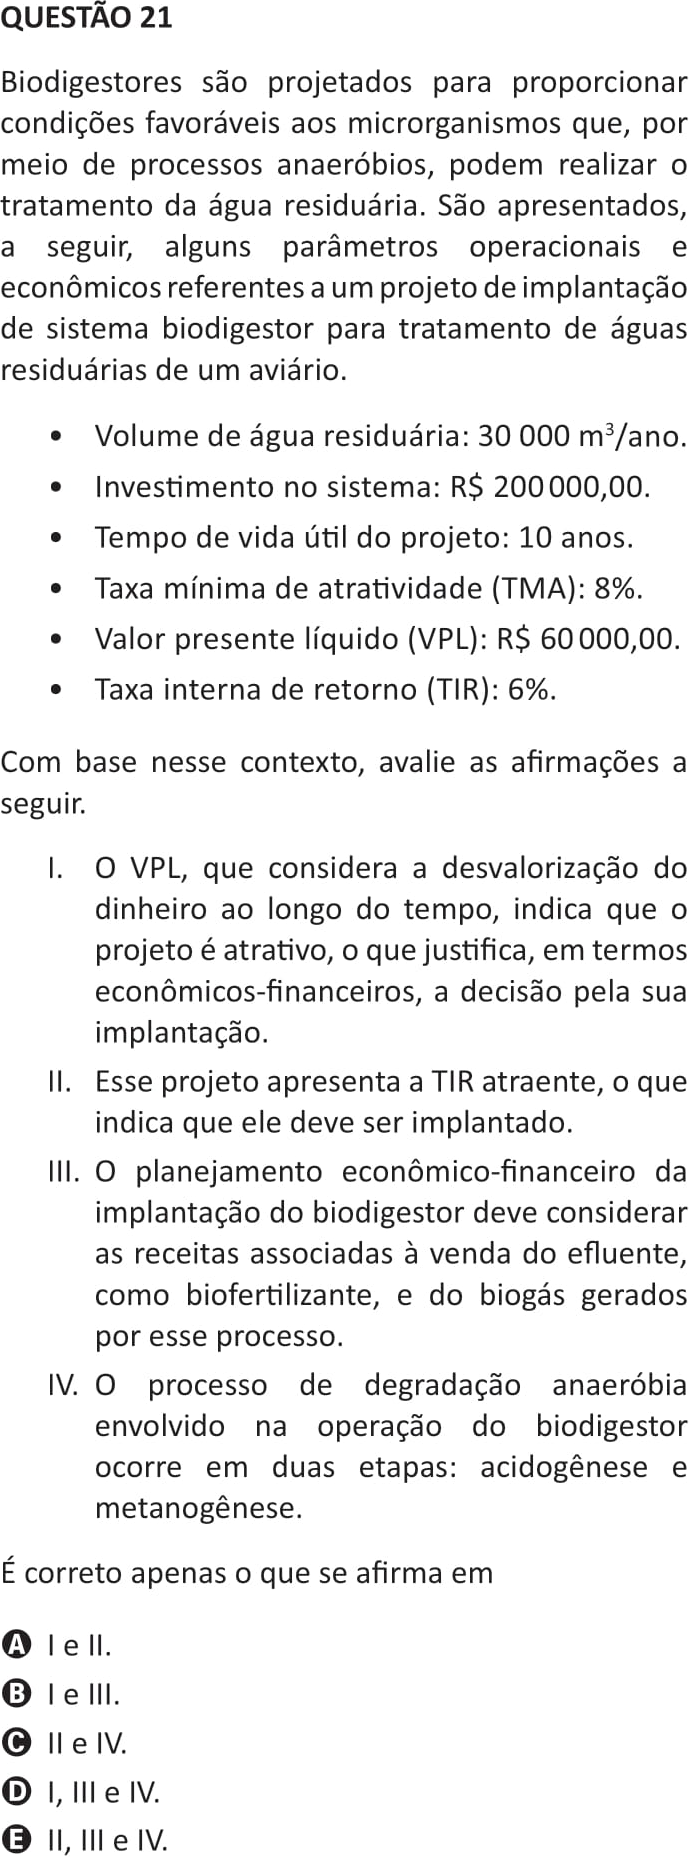 QUESTÃO 21
Biodigestores são projetados para proporcionar
condições favoráveis aos microrganismos que, por
meio de processos anaeróbios, podem realizar o
tratamento da água residuária. São apresentados,
a seguir, alguns parâmetros operacionais e
econômicos referentes a um projeto de implantação
de sistema biodigestor para tratamento de águas
residuárias de um aviário.
• Volume de água residuária: 30 000 m³/ano.
• Investimento no sistema: R$ 200 000,00.
• Tempo de vida útil do projeto: 10 anos.
• Taxa mínima de atratividade (TMA): 8%.
• Valor presente líquido (VPL): R$ 60 000,00.
• Taxa interna de retorno (TIR): 6%.
Com base nesse contexto, avalie as afirmações a
seguir.
I. O VPL, que considera a desvalorização do
dinheiro ao longo do tempo, indica que o
projeto é atrativo, o que justifica, em termos
econômicos-financeiros, a decisão pela sua
implantação.
II. Esse projeto apresenta a TIR atraente, o que
indica que ele deve ser implantado.
III. O planejamento econômico-financeiro da
implantação do biodigestor deve considerar
as receitas associadas à venda do efluente,
como biofertilizante, e do biogás gerados
por esse processo.
IV. O processo de degradação anaeróbia
envolvido na operação do biodigestor
ocorre em duas etapas: acidogênese e
metanogênese.
É correto apenas o que se afirma em
A I e II.
B I e III.
C II e IV.
D I, III e IV.
E II, III e IV.